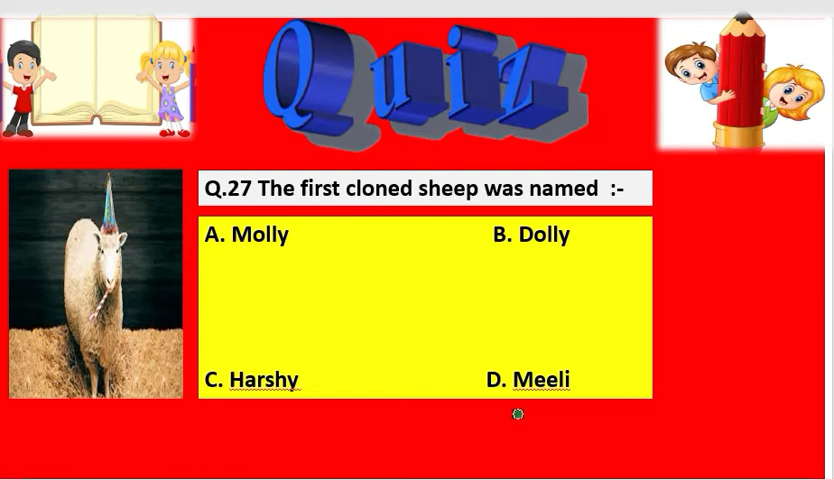 Quiz
Q.27 The first cloned sheep was named :-
A. Molly B. Dolly
C. Harshy D. Meeli